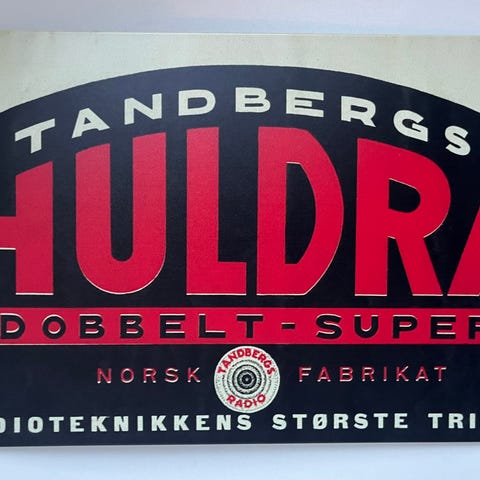 TANDBERGS
HULDRA
DOBBELT - SUPER
NORSK FABRIKAT
TANDBERGS
RADIO
DIOTEKNIKKENS STØRSTE TRI